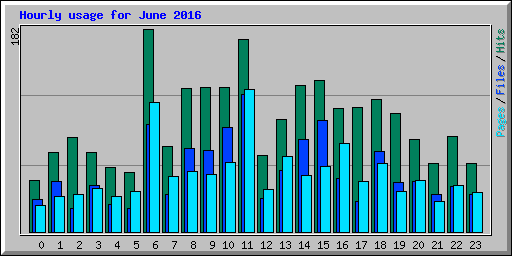 Hourly usage for June 2016
182
Pages / Files / Hits
0 1 2 3 4 5 6 7 8 9 10 11 12 13 14 15 16 17 18 19 20 21 22 23